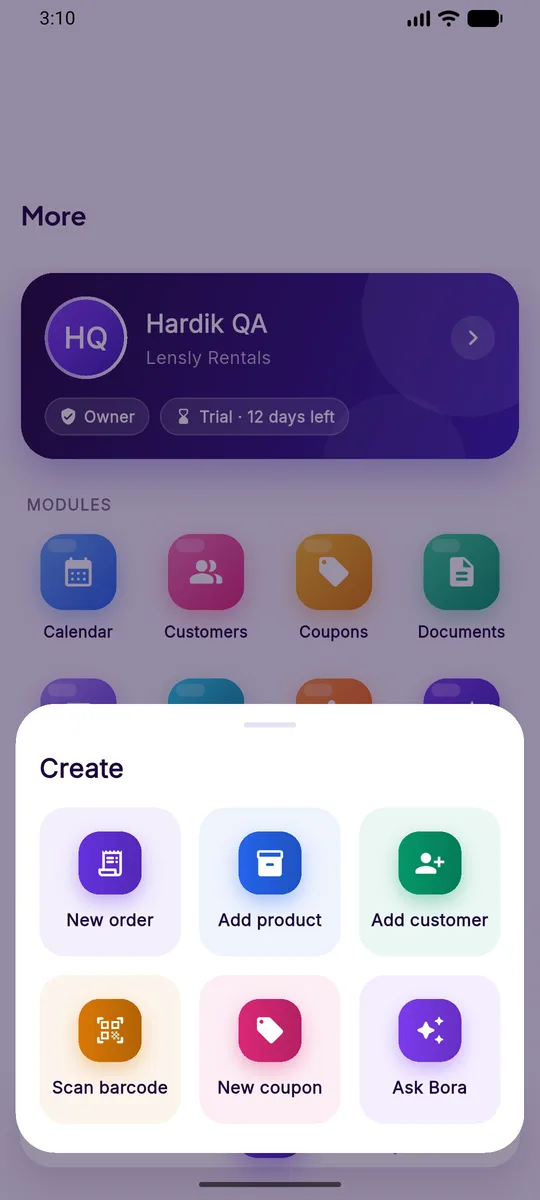 3:10
More
HQ
Hardik QA
Lensly Rentals
Owner
Trial · 12 days left
MODULES
Calendar
Customers
Coupons
Documents
Create
New order
Add product
Add customer
Scan barcode
New coupon
Ask Bora